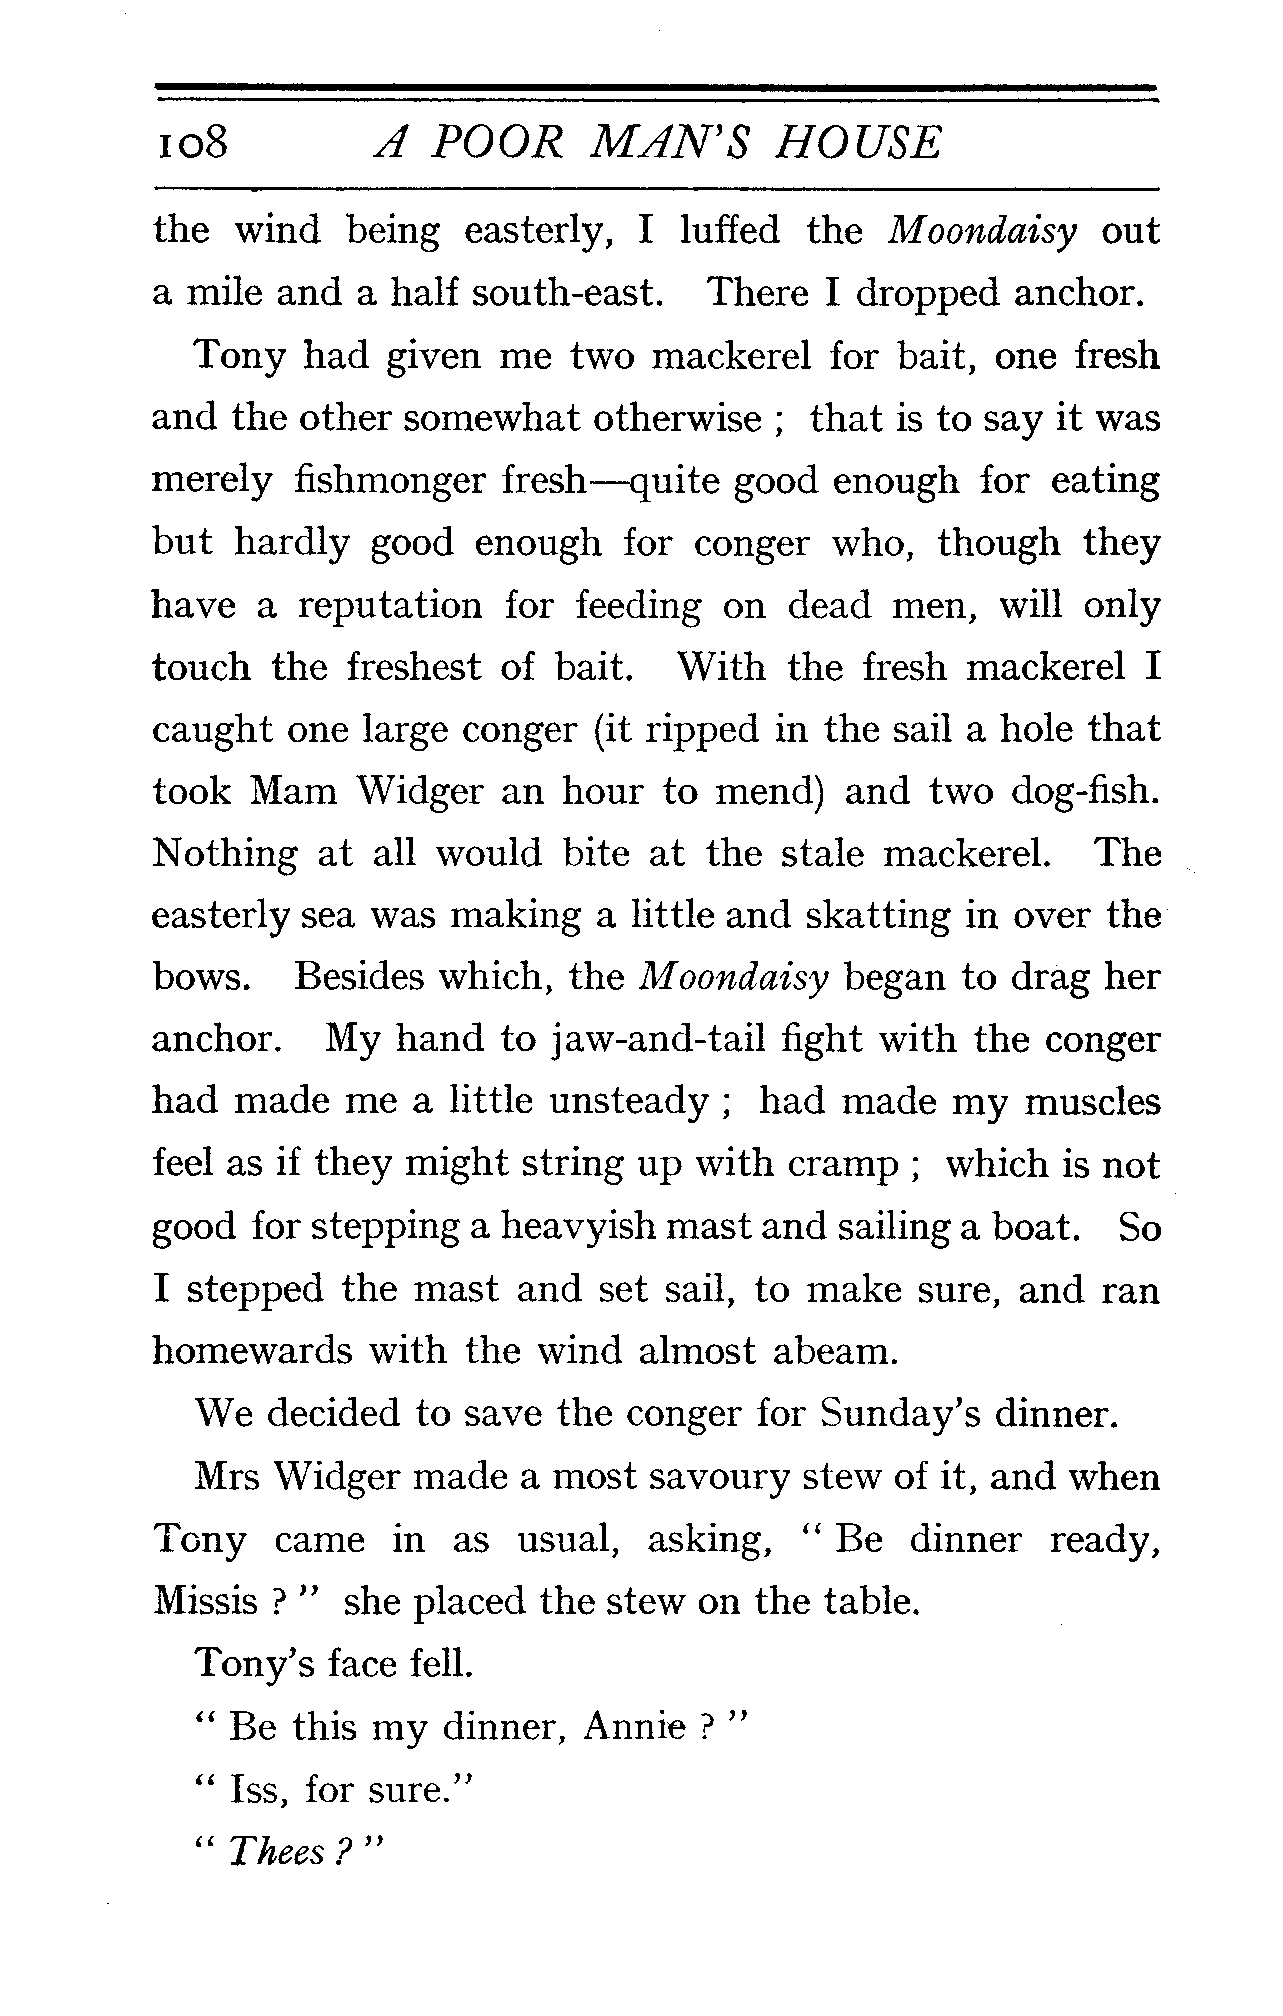 108 A POOR MAN'S HOUSE
the wind being easterly, I luffed the Moondaisy out
a mile and a half south-east. There I dropped anchor.
Tony had given me two mackerel for bait, one fresh
and the other somewhat otherwise ; that is to say it was
merely fishmonger fresh—quite good enough for eating
but hardly good enough for conger who, though they
have a reputation for feeding on dead men, will only
touch the freshest of bait. With the fresh mackerel I
caught one large conger (it ripped in the sail a hole that
took Mam Widger an hour to mend) and two dog-fish.
Nothing at all would bite at the stale mackerel. The
easterly sea was making a little and skatting in over the
bows. Besides which, the Moondaisy began to drag her
anchor. My hand to jaw-and-tail fight with the conger
had made me a little unsteady ; had made my muscles
feel as if they might string up with cramp ; which is not
good for stepping a heavyish mast and sailing a boat. So
I stepped the mast and set sail, to make sure, and ran
homewards with the wind almost abeam.
We decided to save the conger for Sunday's dinner.
Mrs Widger made a most savoury stew of it, and when
Tony came in as usual, asking, " Be dinner ready,
Missis ? " she placed the stew on the table.
Tony's face fell.
" Be this my dinner, Annie ? "
" Iss, for sure."
" Thees ? "